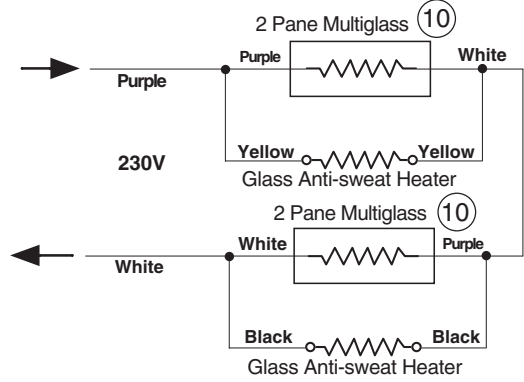 2 Pane Multiglass 10
Purple
White
Purple
230V
Yellow
Yellow
Glass Anti-sweat Heater
2 Pane Multiglass 10
White
Purple
White
Black
Black
Glass Anti-sweat Heater